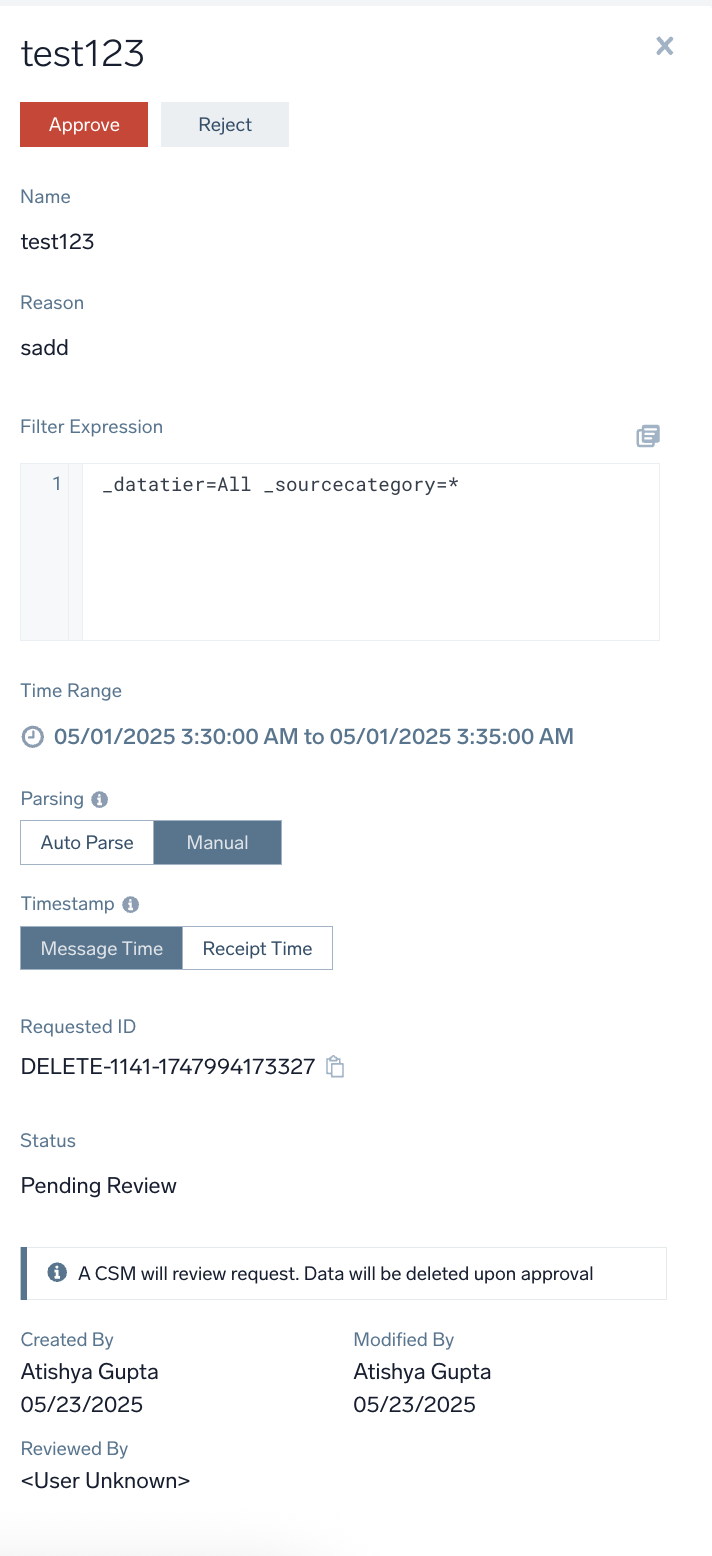 test123
Approve Reject
Name
test123
Reason
sadd
Filter Expression
1 _datatier=All _sourcecategory=*
Time Range
05/01/2025 3:30:00 AM to 05/01/2025 3:35:00 AM
Parsing
Auto Parse Manual
Timestamp
Message Time Receipt Time
Requested ID
DELETE-1141-1747994173327
Status
Pending Review
A CSM will review request. Data will be deleted upon approval
Created By Modified By
Atishya Gupta Atishya Gupta
05/23/2025 05/23/2025
Reviewed By
<User Unknown>